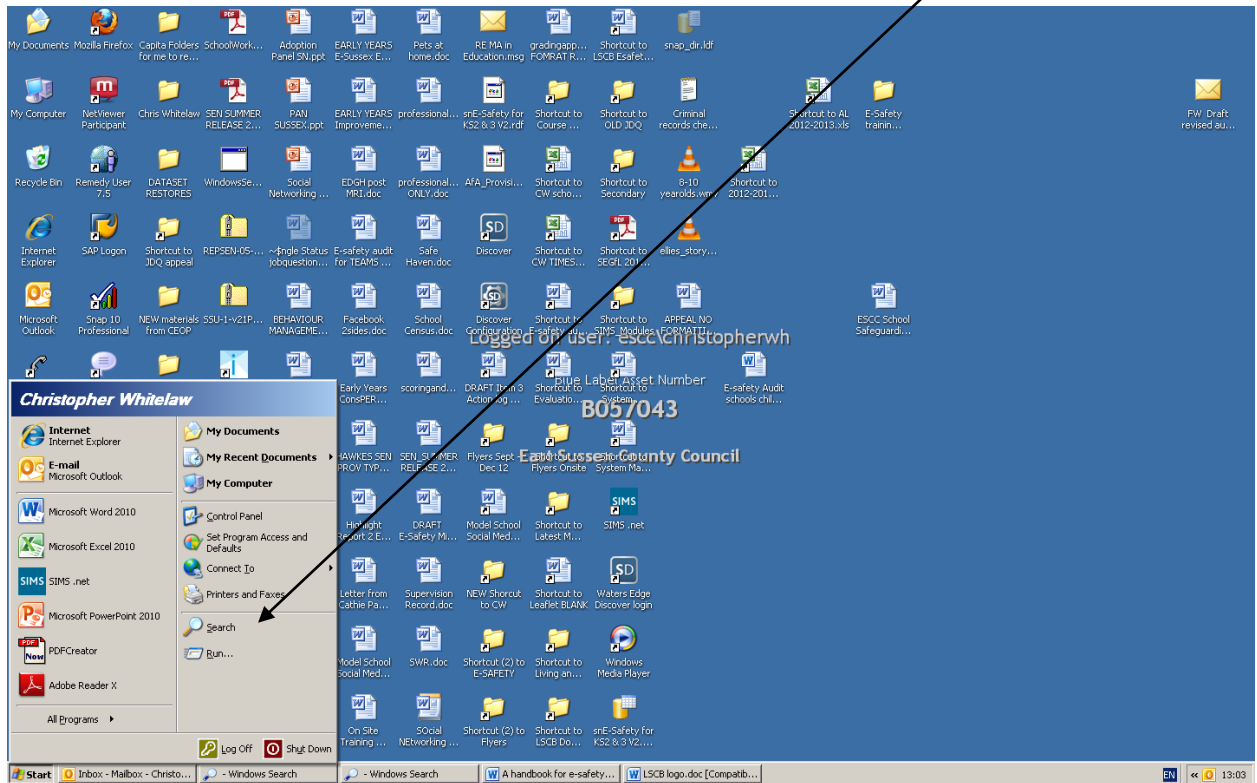 My Documents
Mozilla Firefox
Capita Folders
for me to re...
SchoolWork...
Adoption
Panel SN.ppt
EARLY YEARS
E-Sussex E...
Pets at
home.doc
RE MA in
Education.msg
gradingapp...
FOMRAT R...
Shortcut to
LSCB Esafet...
snap_dir.ldf
My Computer
NetViewer
Participant
Chris Whitelaw
SEN SUMMER
RELEASE 2...
PAN
SUSSEX.ppt
EARLY YEARS
Improveme...
professional...
snE-Safety for
KS2 & 3 V2.rdf
Shortcut to
Course ...
Shortcut to
OLD JDQ
Criminal
records che...
Shortcut to AL
2012-2013.xls
E-Safety
trainin...
FW Draft
revised au...
Recycle Bin
Remedy User
7.5
DATASET
RESTORES
WindowsSe...
Social
Networking ...
EDGH post
MRI.doc
professional...
ONLY.doc
AfA_Provisi...
Shortcut to
CW scho...
Shortcut to
Secondary
8-10
yearolds.wmv
Shortcut to
2012-201...
Internet
Explorer
SAP Logon
Shortcut to
JDQ appeal
REPSEN-05-...
~$ngle Status
jobquestion...
E-safety audit
for TEAMS ...
Safe
Haven.doc
Discover
Shortcut to
CW TIMES...
Shortcut to
SEGfL 201...
ellies_story...
Microsoft
Outlook
Snap 10
Professional
NEW materials
from CEOP
SSU-1-v21P...
BEHAVIOUR
MANAGEME...
Facebook
2sides.doc
School
Census.doc
Discover
Configuration
Shortcut to
E-safety au...
Shortcut to
SIMS_Modules
APPEAL NO
FORMATTI...
ESCC School
Safeguardi...
Logged on user: escc\christopherwh
Early Years
ConsPER...
scoringand...
DRAFT Item 3
Action log ...
Shortcut to
Evaluatio...
Shortcut to
System...
E-safety Audit
schools chil...
Blue Label Asset Number
B057043
HAWKES SEN
PROV TYP...
SEN_SUMMER
RELEASE 2...
Flyers Sept -
Dec 12
Shortcut to
Flyers Onsite
Shortcut to
System Ma...
East Sussex County Council
Highlight
Report 2 E...
DRAFT
E-Safety Mi...
Model School
Social Med...
Shortcut to
Latest M...
SIMS
SIMS .net
Letter from
Cathie Pa...
Supervision
Record.doc
NEW Shorcut
to CW
Shortcut to
Leaflet BLANK
Waters Edge
Discover login
Model School
Social Med...
SWR.doc
Shortcut (2) to
E-SAFETY
Shortcut to
Living an...
Windows
Media Player
On Site
Training ...
SOcial
NEtworking ...
Shortcut (2) to
Flyers
Shortcut to
LSCB Do...
snE-Safety for
KS2 & 3 V2....
Christopher Whitelaw
Internet
Internet Explorer
E-mail
Microsoft Outlook
Microsoft Word 2010
Microsoft Excel 2010
SIMS
SIMS .net
Microsoft PowerPoint 2010
PDFCreator
Adobe Reader X
All Programs
My Documents
My Recent Documents
My Computer
Control Panel
Set Program Access and
Defaults
Connect To
Printers and Faxes
Search
Run...
Log Off
Shut Down
Start
Inbox - Mailbox - Christo...
- Windows Search
- Windows Search
A handbook for e-safety...
LSCB logo.doc [Compatib...
EN
13:03